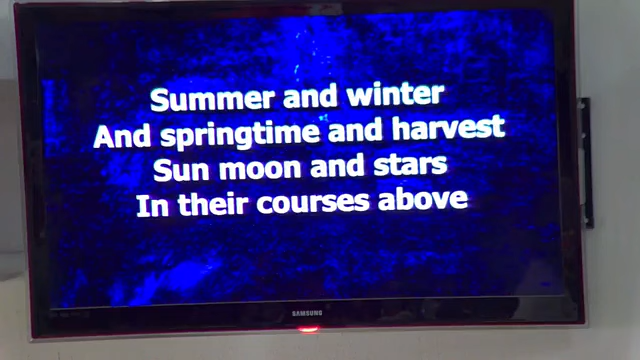 Summer and winter
And springtime and harvest
Sun moon and stars
In their courses above
SAMSUNG